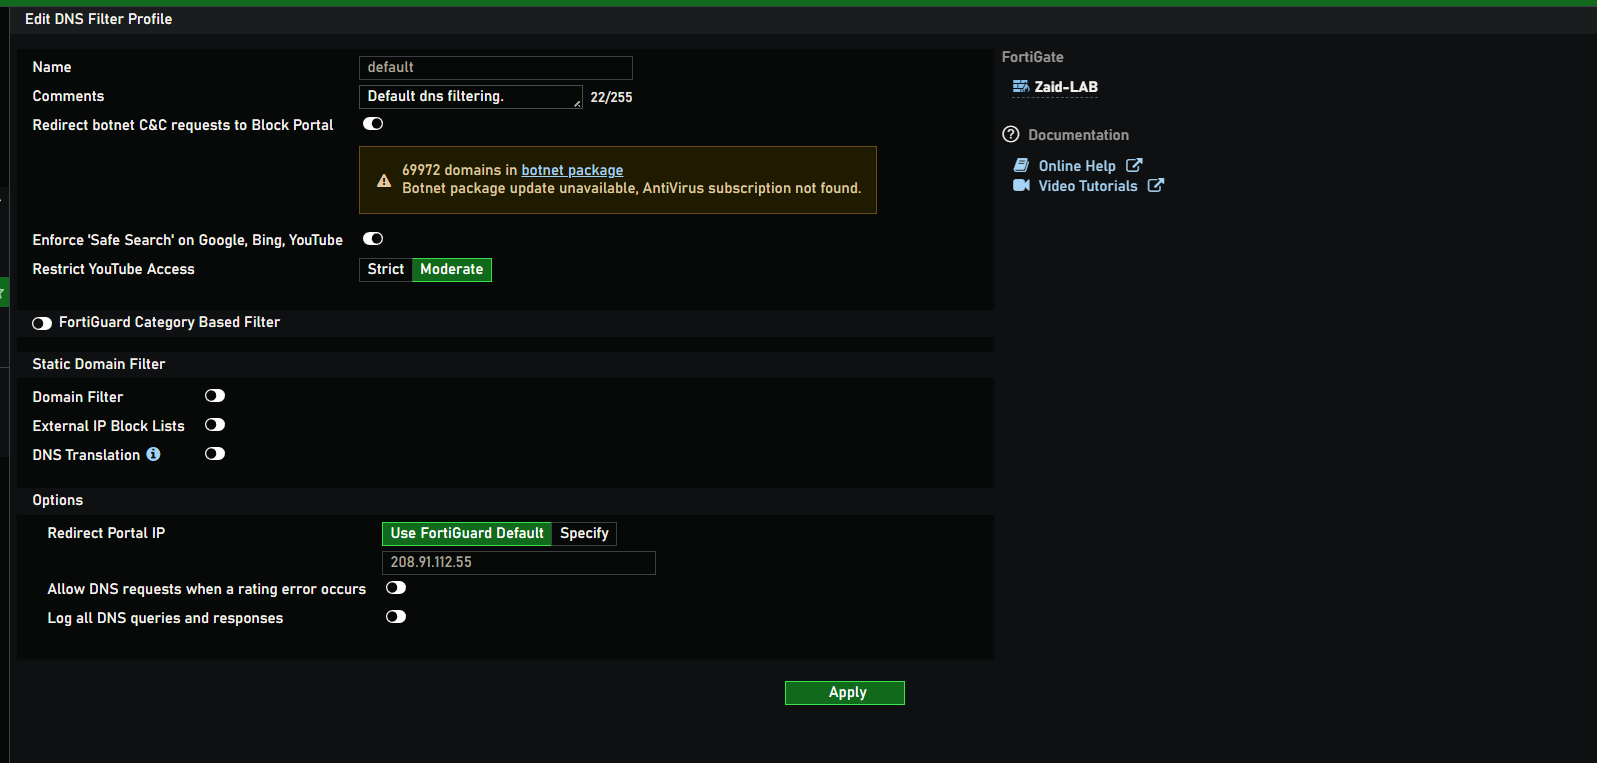 Edit DNS Filter Profile
Name
default
Comments
Default dns filtering.
22/255
Redirect botnet C&C requests to Block Portal
69972 domains in botnet package
Botnet package update unavailable, AntiVirus subscription not found.
Enforce 'Safe Search' on Google, Bing, YouTube
Restrict YouTube Access
Strict
Moderate
FortiGuard Category Based Filter
Static Domain Filter
Domain Filter
External IP Block Lists
DNS Translation
Options
Redirect Portal IP
Use FortiGuard Default
Specify
208.91.112.55
Allow DNS requests when a rating error occurs
Log all DNS queries and responses
Apply
FortiGate
Zaid-LAB
Documentation
Online Help
Video Tutorials